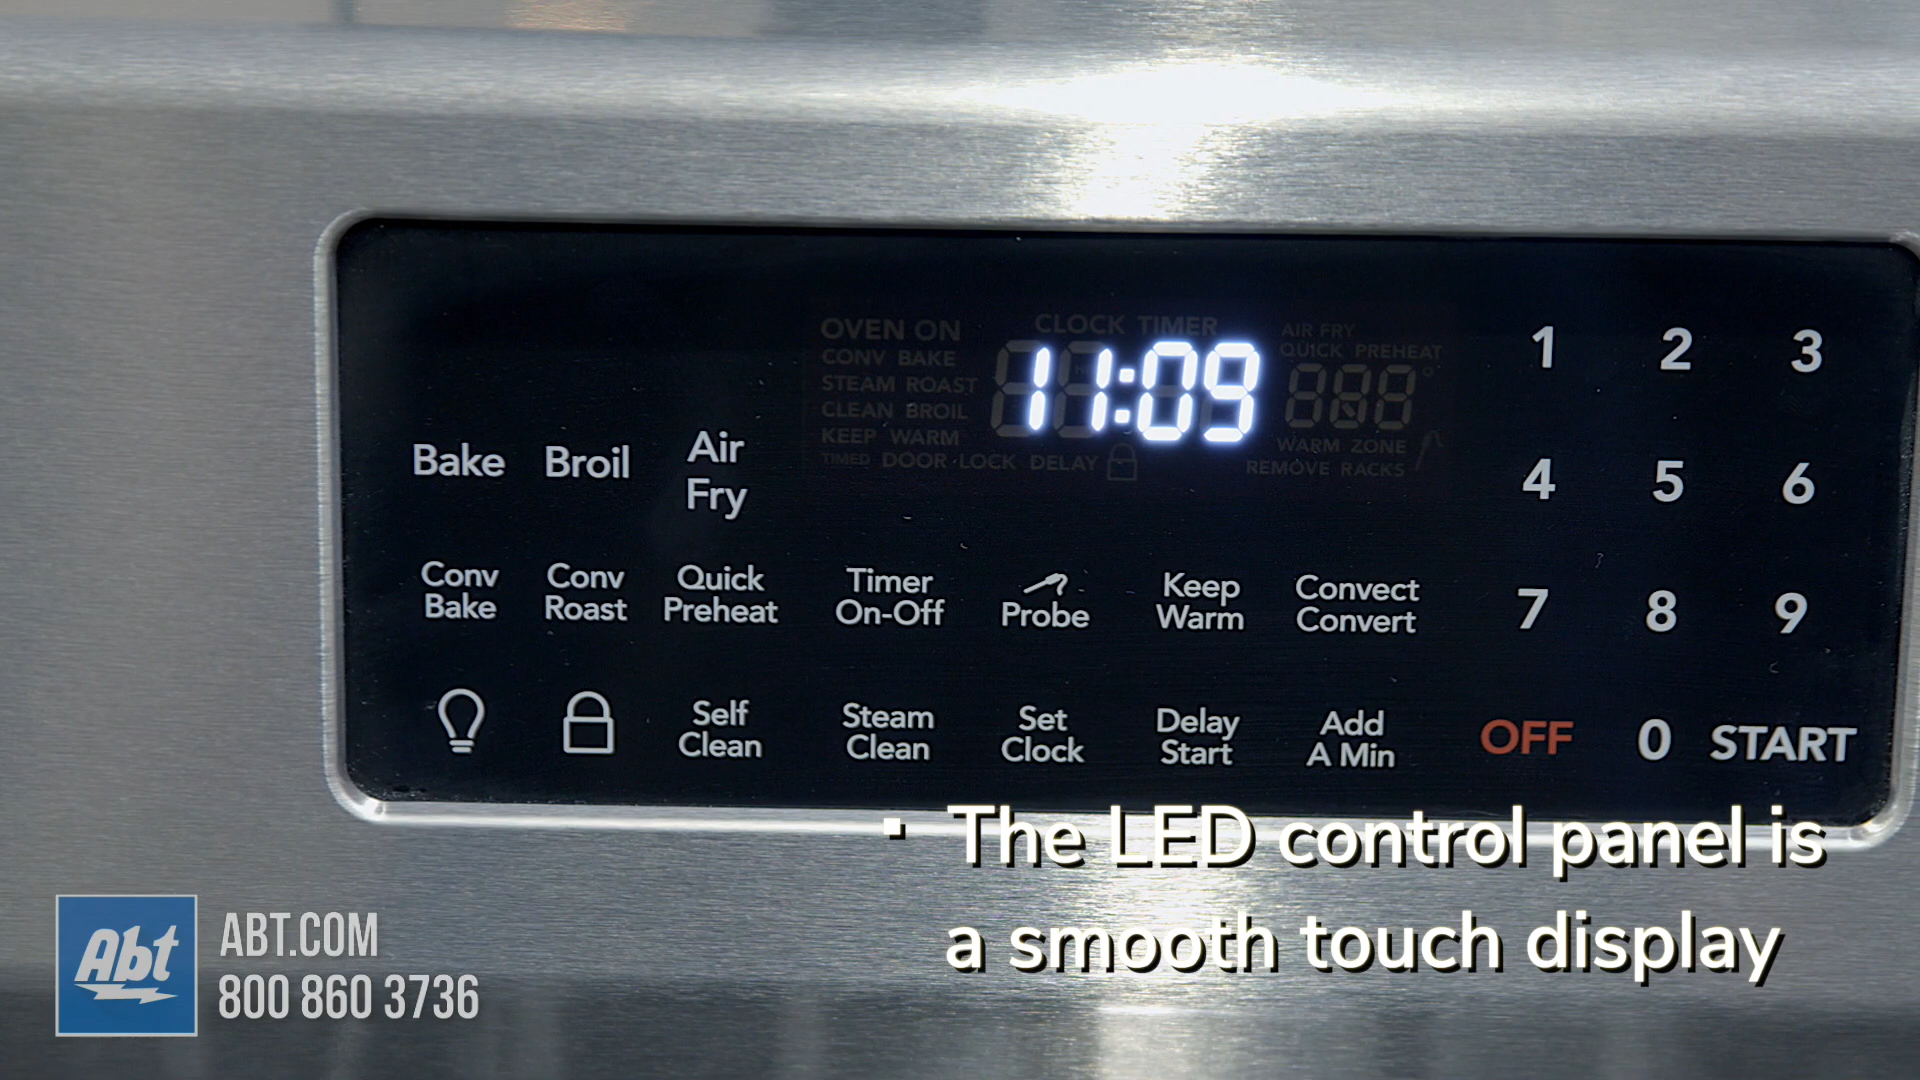 OVEN ON
CONV BAKE
STEAM ROAST
CLEAN BROIL
KEEP WARM
TIMED DOOR LOCK DELAY
CLOCK TIMER
11:09
AIR FRY
QUICK PREHEAT
888°
WARM ZONE
REMOVE RACKS
1 2 3
Bake Broil Air
Fry
4 5 6
Conv
Bake
Conv
Roast
Quick
Preheat
Timer
On-Off
Probe
Keep
Warm
Convect
Convert
7 8 9
Self
Clean
Steam
Clean
Set
Clock
Delay
Start
Add
A Min
OFF 0 START
▪ The LED control panel is
a smooth touch display
Abt
ABT.COM
800 860 3736